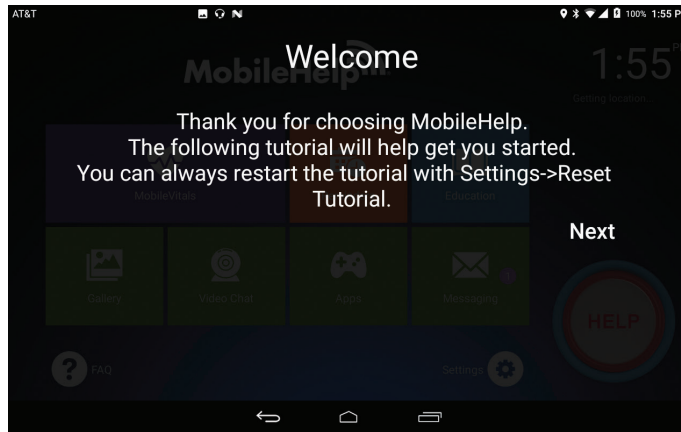 AT&T 100% 1:55 P
Welcome
MobileHelp
1:55
Getting location
Thank you for choosing MobileHelp.
The following tutorial will help get you started.
You can always restart the tutorial with Settings->Reset
Tutorial.
MobileVitals
Education
Next
Gallery Video Chat Apps Messaging
HELP
? FAQ
Settings